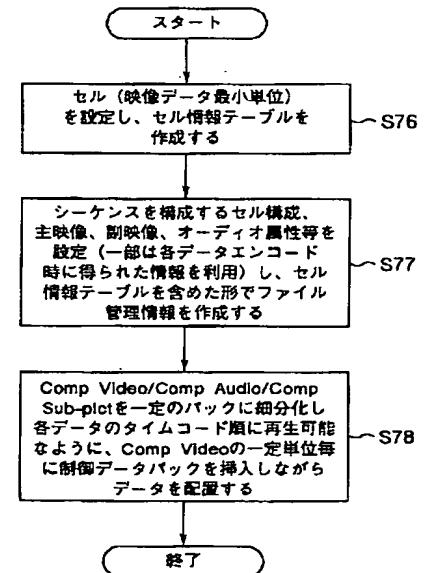 スタート
セル（映像データ最小単位）
を設定し、セル情報テーブルを
作成する
S76
シーケンスを構成するセル構成、
主映像、副映像、オーディオ属性等を
設定（一部は各データエンコード
時に得られた情報を利用）し、セル
情報テーブルを含めた形でファイル
管理情報を作成する
S77
Comp Video/Comp Audio/Comp
Sub-pictを一定のパックに細分化し
各データのタイムコード順に再生可能
なように、Comp Videoの一定単位毎
に制御データパックを挿入しながら
データを配置する
S78
終了